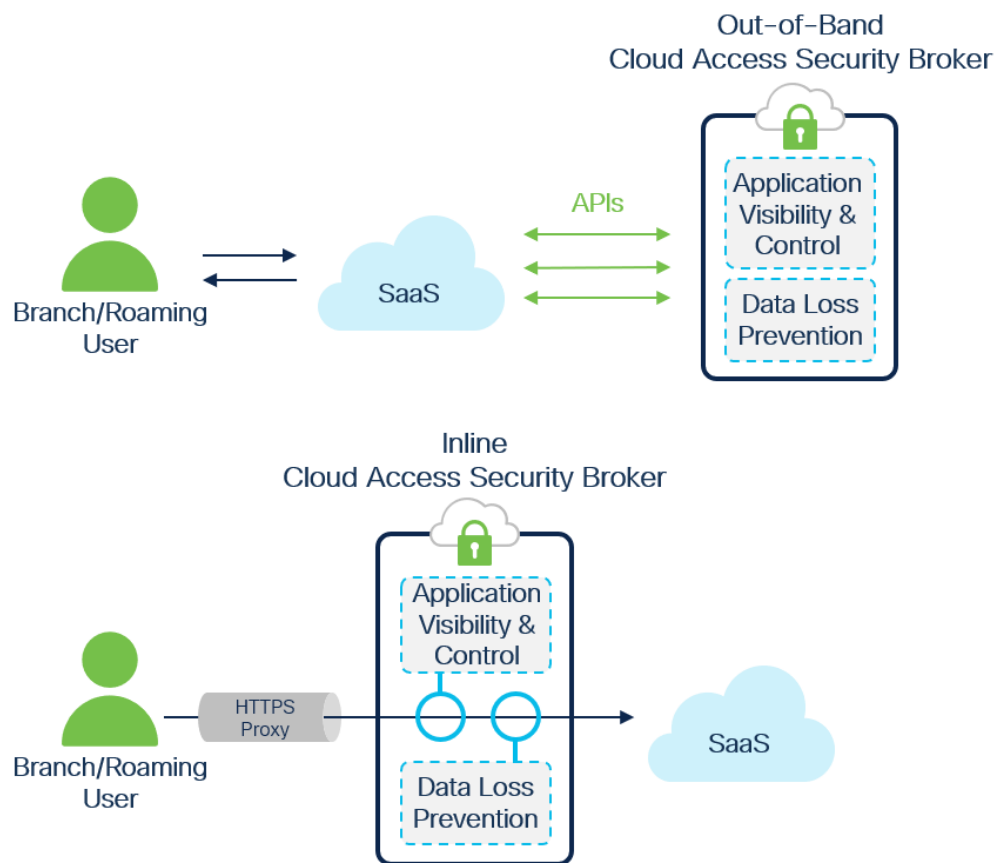 Out-of-Band
Cloud Access Security Broker
Application
Visibility &
Control
Data Loss
Prevention
APIs
SaaS
Branch/Roaming
User
Inline
Cloud Access Security Broker
Application
Visibility &
Control
HTTPS
Proxy
Data Loss
Prevention
SaaS
Branch/Roaming
User